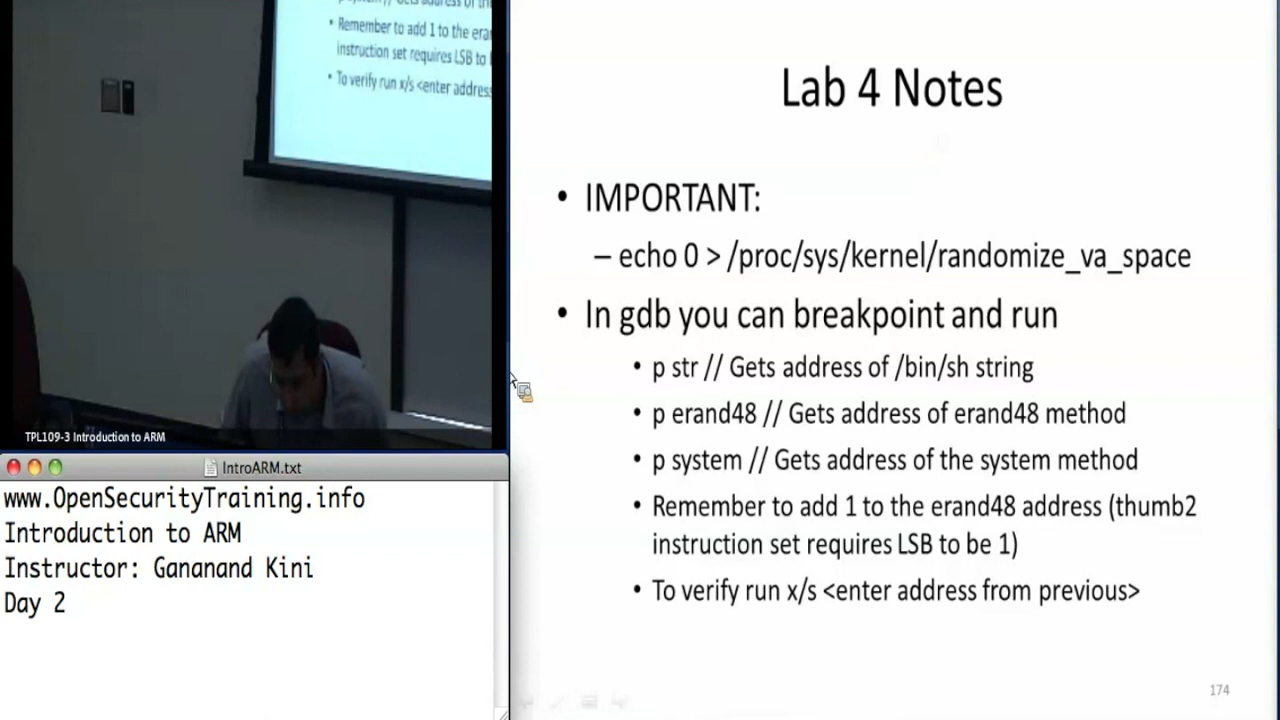 Remember to add 1 to the
instruction set requires LSB to
To verify run x/s <enter
TPL109-3 Introduction to ARM
IntroARM.txt
www.OpenSecurityTraining.info
Introduction to ARM
Instructor: Gananand Kini
Day 2
Lab 4 Notes
• IMPORTANT:
– echo 0 > /proc/sys/kernel/randomize_va_space
• In gdb you can breakpoint and run
• p str // Gets address of /bin/sh string
• p erand48 // Gets address of erand48 method
• p system // Gets address of the system method
• Remember to add 1 to the erand48 address (thumb2
instruction set requires LSB to be 1)
• To verify run x/s <enter address from previous>
174